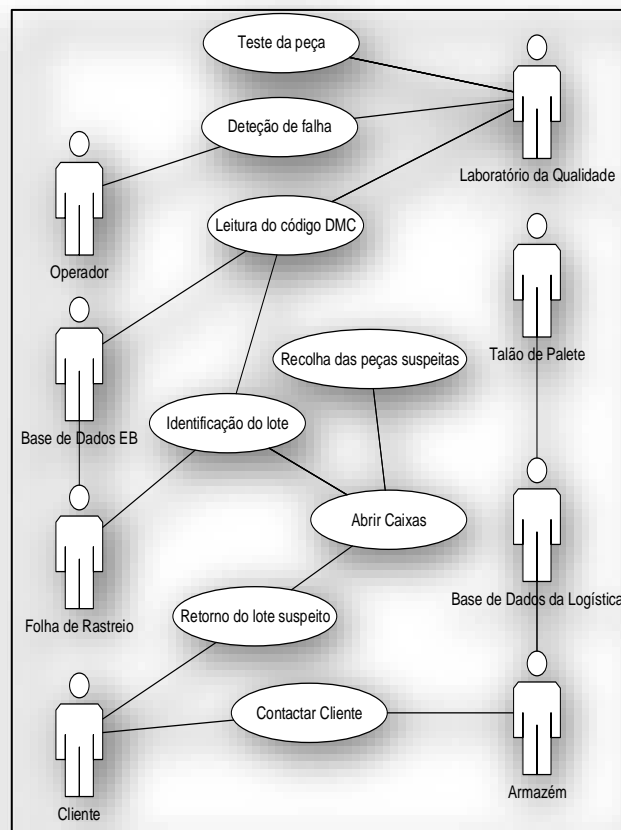 Teste da peça
Deteção de falha
Laboratório da Qualidade
Leitura do código DMC
Operador
Recolha das peças suspeitas
Talão de Palete
Identificação do lote
Base de Dados EB
Abrir Caixas
Base de Dados da Logística
Retorno do lote suspeito
Folha de Rastreio
Contactar Cliente
Cliente
Armazém